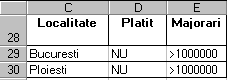 C D E
28 Localitate Platit Majorari
29 Bucuresti NU >1000000
30 Ploiesti NU >1000000